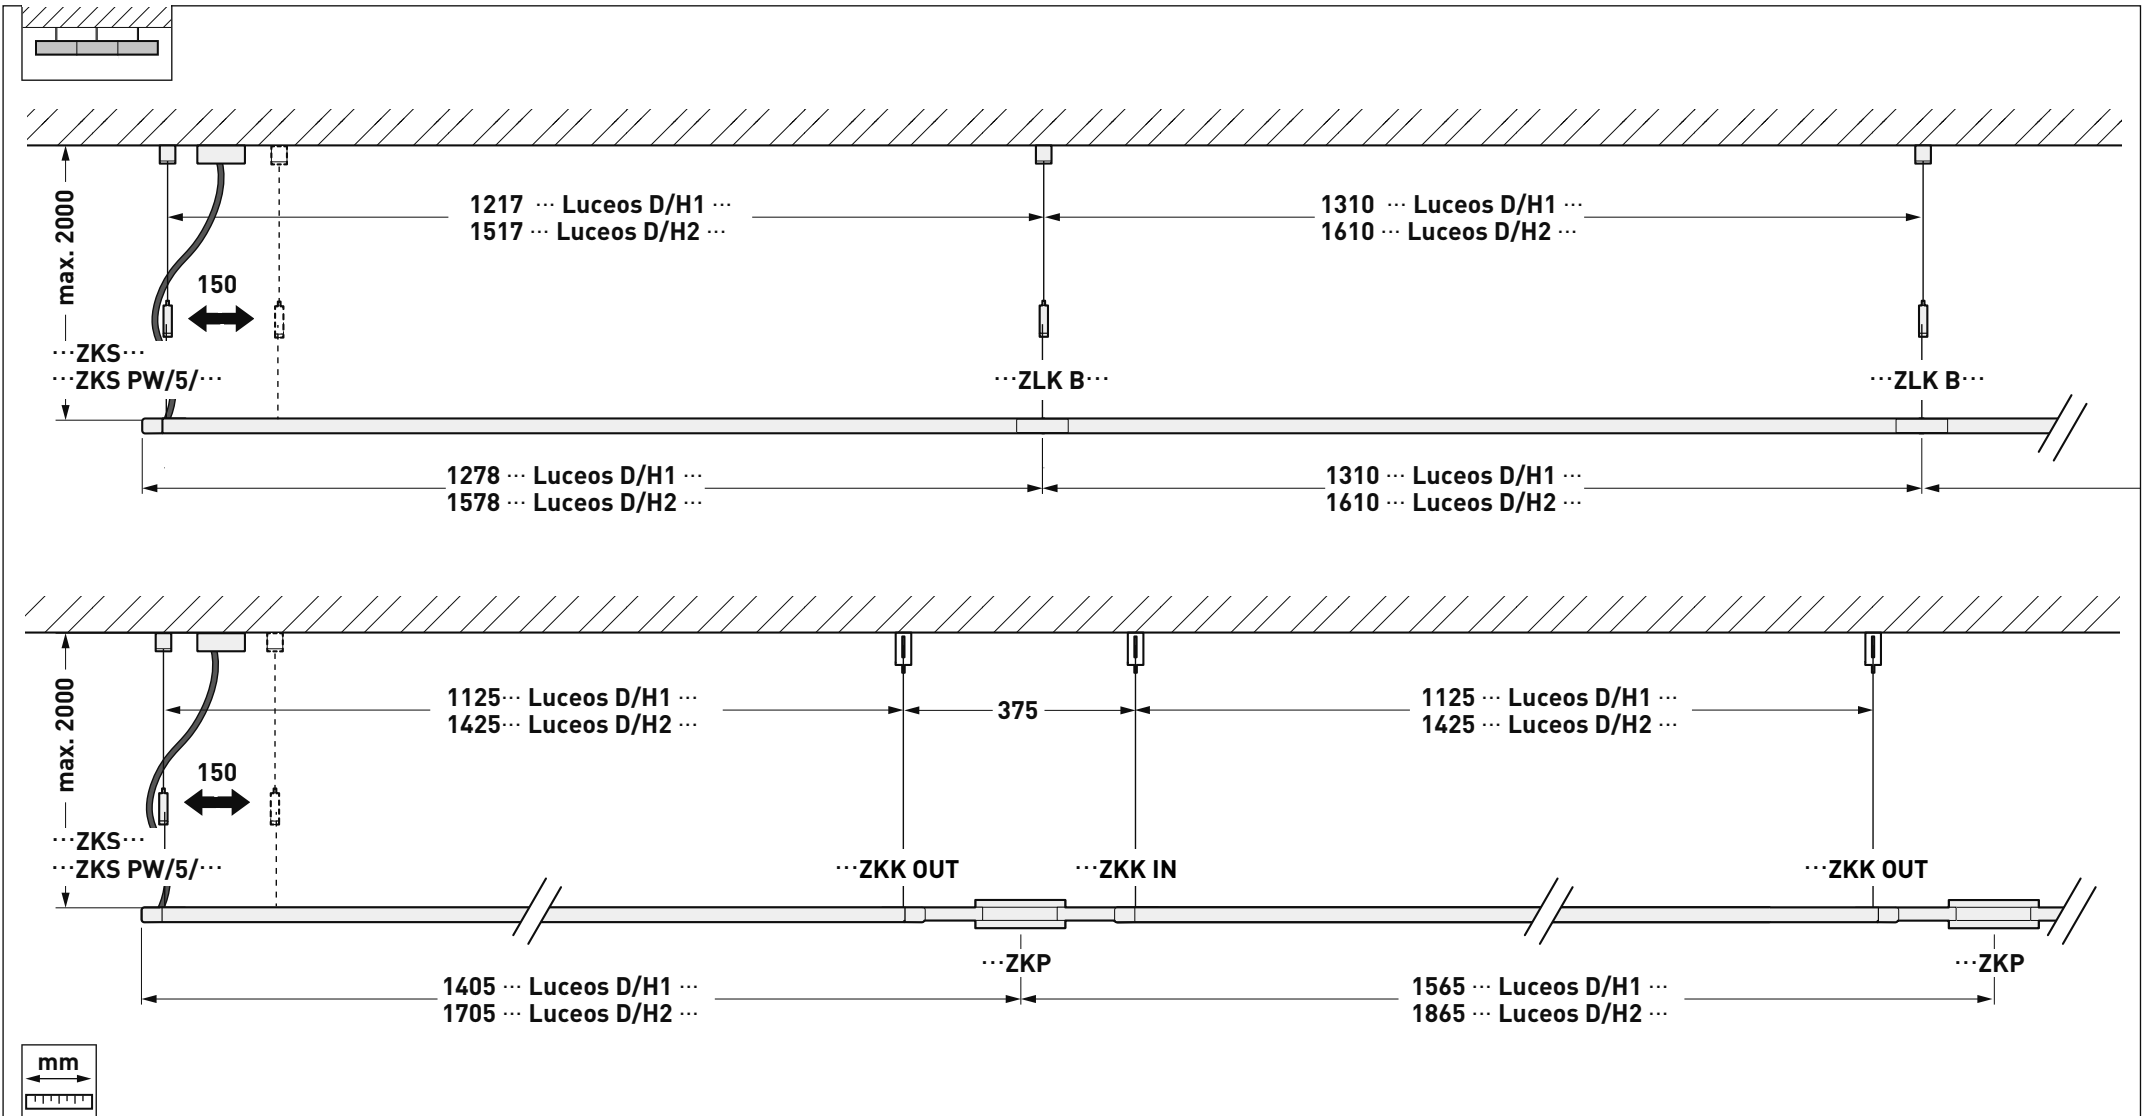 1217 ··· Luceos D/H1 ···
1517 ··· Luceos D/H2 ···
1310 ··· Luceos D/H1 ···
1610 ··· Luceos D/H2 ···
max. 2000
150
···ZKS···
···ZKS PW/5/···
···ZLK B···
···ZLK B···
1278 ··· Luceos D/H1 ···
1578 ··· Luceos D/H2 ···
1310 ··· Luceos D/H1 ···
1610 ··· Luceos D/H2 ···
1125··· Luceos D/H1 ···
1425··· Luceos D/H2 ···
375
1125 ··· Luceos D/H1 ···
1425 ··· Luceos D/H2 ···
max. 2000
150
···ZKS···
···ZKS PW/5/···
···ZKK OUT
···ZKK IN
···ZKK OUT
···ZKP
···ZKP
1405 ··· Luceos D/H1 ···
1705 ··· Luceos D/H2 ···
1565 ··· Luceos D/H1 ···
1865 ··· Luceos D/H2 ···
mm